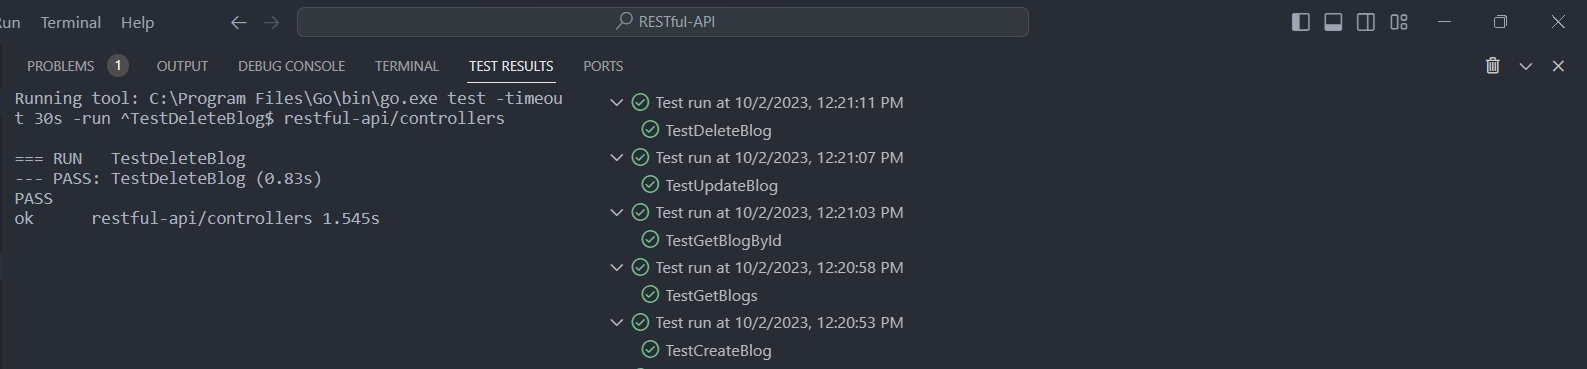 Run Terminal Help RESTful-API
PROBLEMS 1 OUTPUT DEBUG CONSOLE TERMINAL TEST RESULTS PORTS
Running tool: C:\Program Files\Go\bin\go.exe test -timeou
t 30s -run ^TestDeleteBlog$ restful-api/controllers
=== RUN   TestDeleteBlog
--- PASS: TestDeleteBlog (0.83s)
PASS
ok      restful-api/controllers 1.545s
Test run at 10/2/2023, 12:21:11 PM
TestDeleteBlog
Test run at 10/2/2023, 12:21:07 PM
TestUpdateBlog
Test run at 10/2/2023, 12:21:03 PM
TestGetBlogById
Test run at 10/2/2023, 12:20:58 PM
TestGetBlogs
Test run at 10/2/2023, 12:20:53 PM
TestCreateBlog